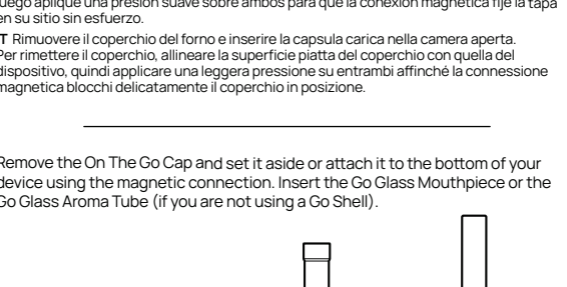 luego aplique una presión suave sobre ambos para que la conexión magnética fije la tapa
en su sitio sin esfuerzo.
IT Rimuovere il coperchio del forno e inserire la capsula carica nella camera aperta.
Per rimettere il coperchio, allineare la superficie piatta del coperchio con quella del
dispositivo, quindi applicare una leggera pressione su entrambi affinché la connessione
magnetica blocchi delicatamente il coperchio in posizione.
Remove the On The Go Cap and set it aside or attach it to the bottom of your
device using the magnetic connection. Insert the Go Glass Mouthpiece or the
Go Glass Aroma Tube (if you are not using a Go Shell).